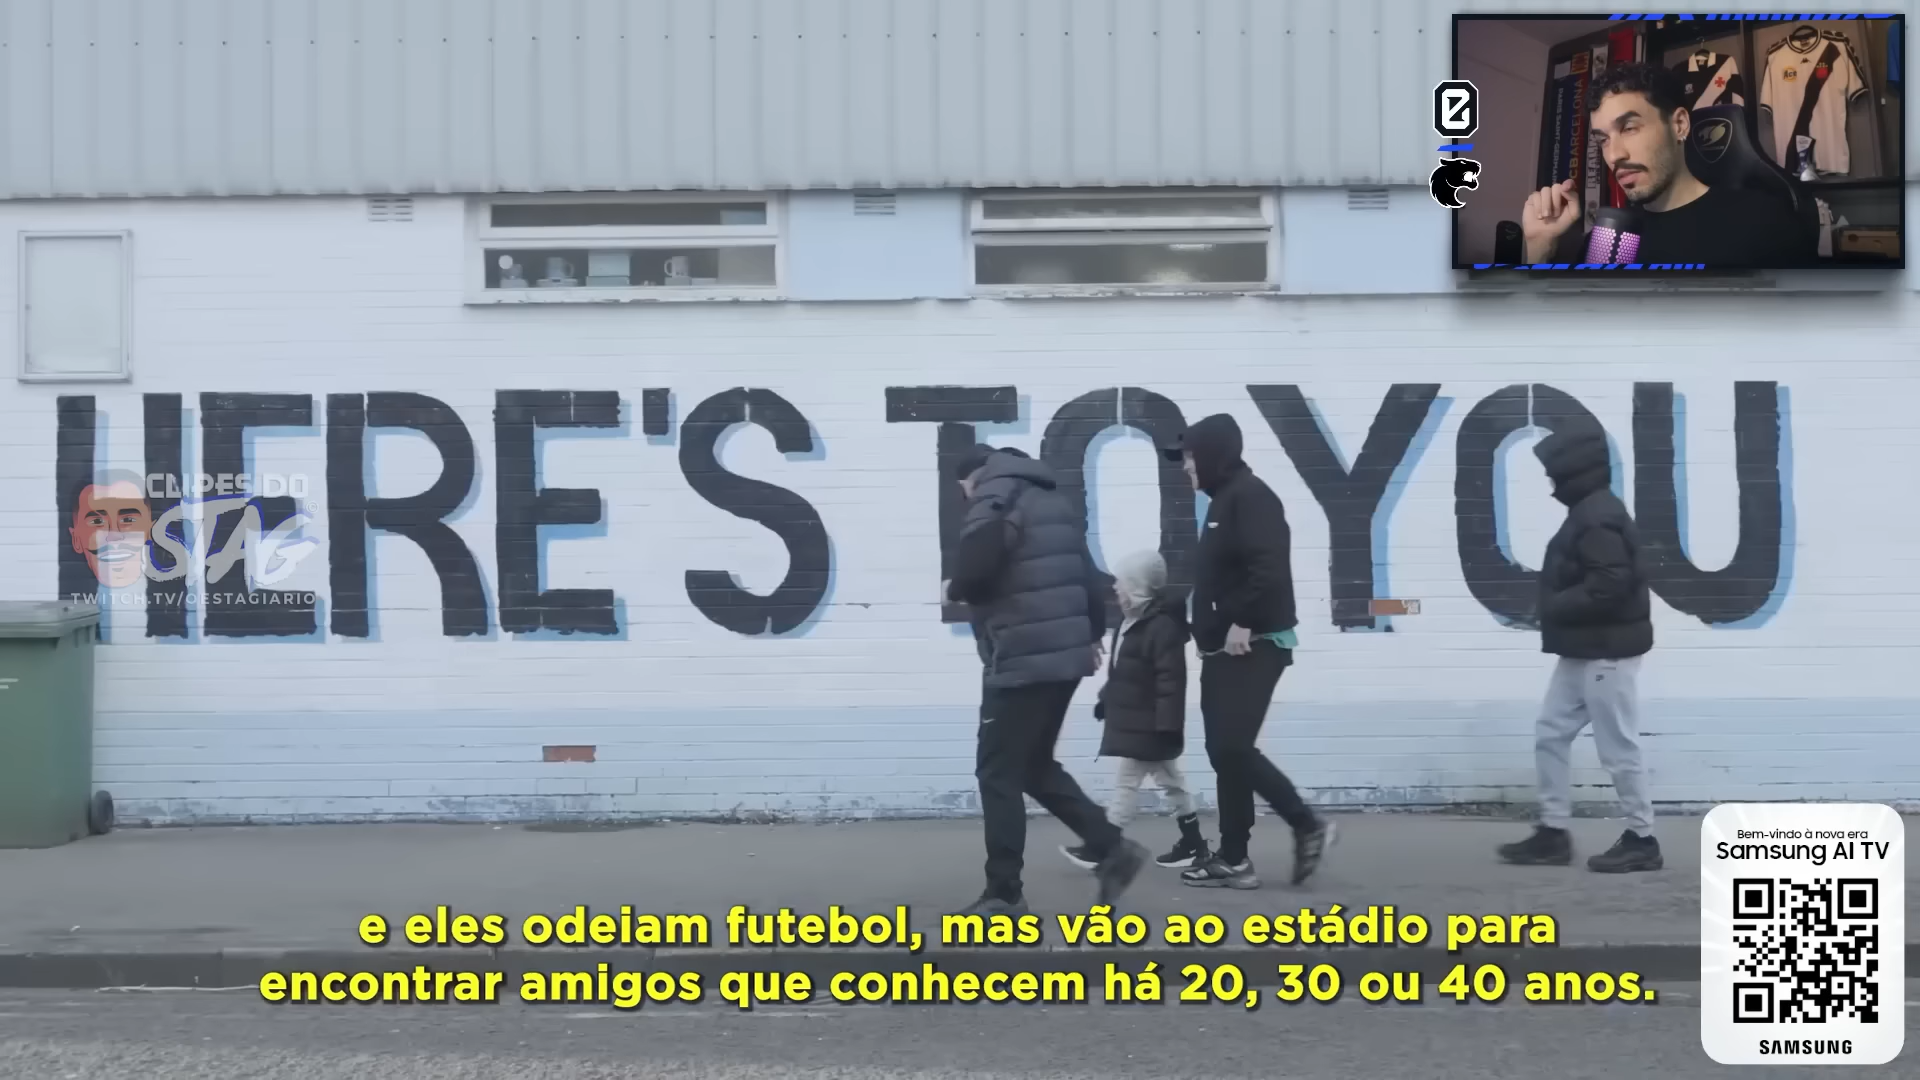 HERE'S TO YOU
CLIPES DO
STAG
TWITCH.TV/OESTAGIARIO
BARCELONA
e eles odeiam futebol, mas vão ao estádio para
encontrar amigos que conhecem há 20, 30 ou 40 anos.
Bem-vindo à nova era
Samsung AI TV
SAMSUNG